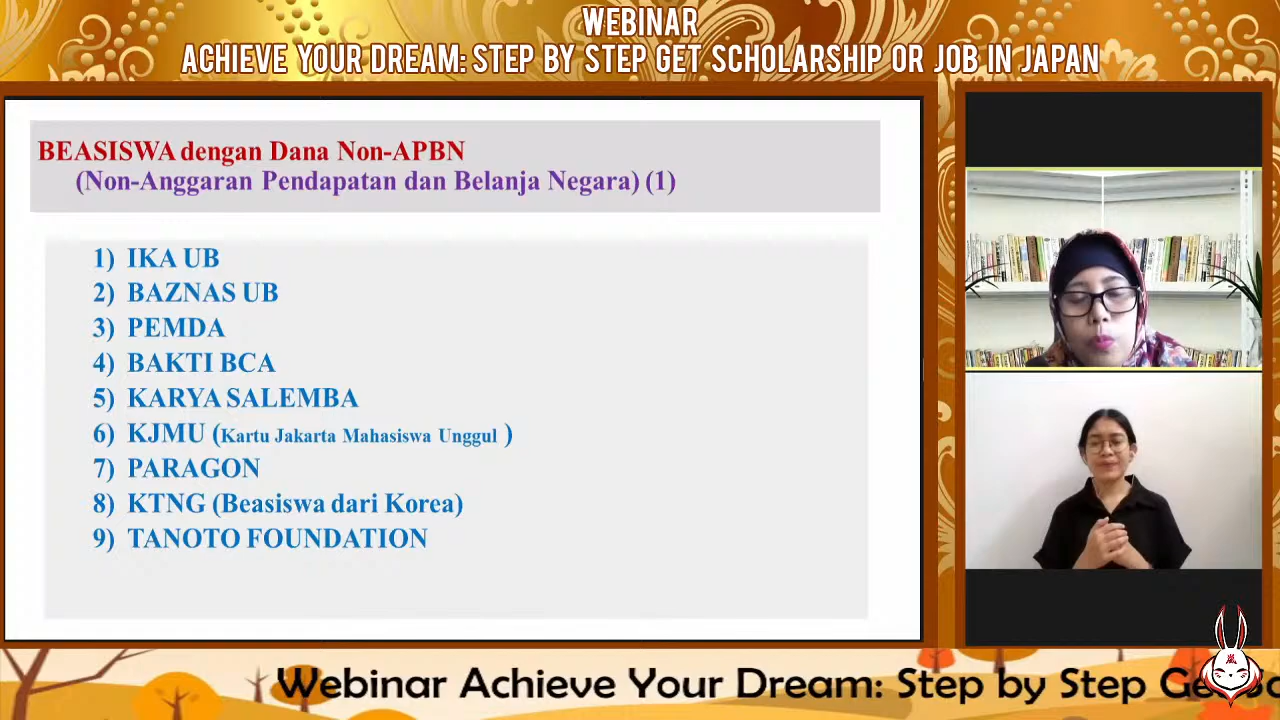 WEBINAR
ACHIEVE YOUR DREAM: STEP BY STEP GET SCHOLARSHIP OR JOB IN JAPAN
BEASISWA dengan Dana Non-APBN
(Non-Anggaran Pendapatan dan Belanja Negara) (1)
1) IKA UB
2) BAZNAS UB
3) PEMDA
4) BAKTI BCA
5) KARYA SALEMBA
6) KJMU (Kartu Jakarta Mahasiswa Unggul )
7) PARAGON
8) KTNG (Beasiswa dari Korea)
9) TANOTO FOUNDATION
Webinar Achieve Your Dream: Step by Step